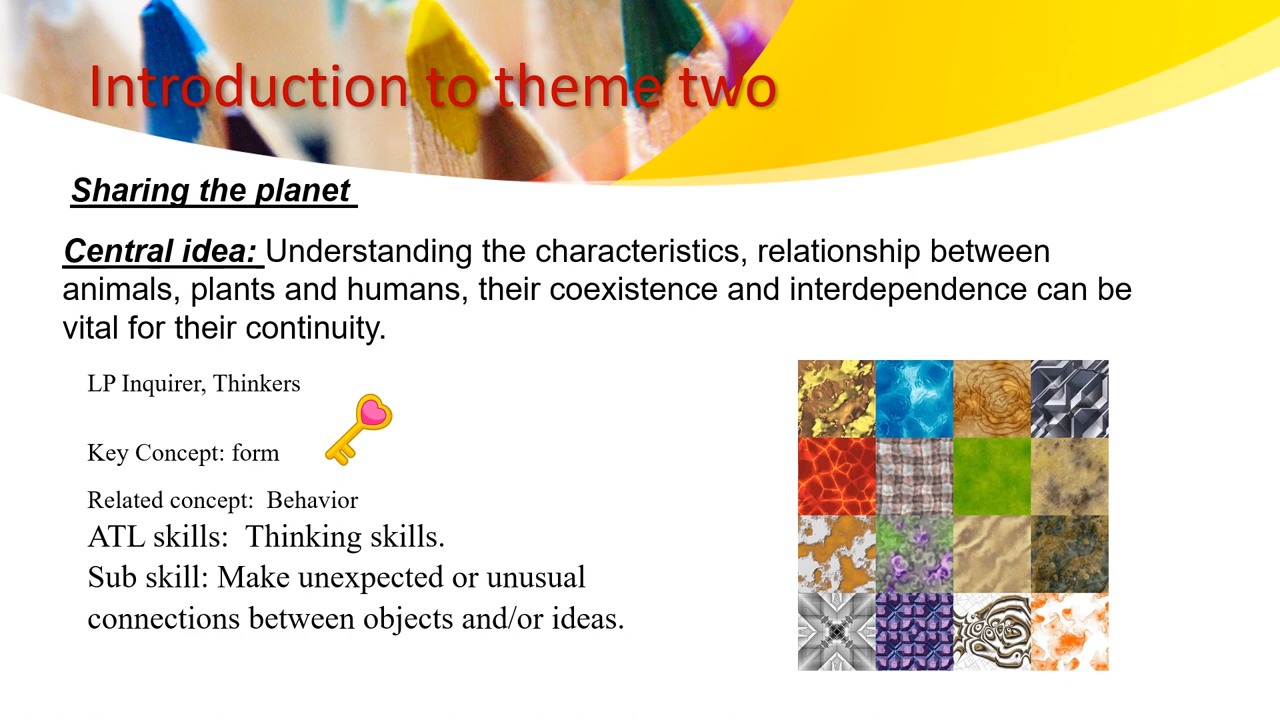 Introduction to theme two
Sharing the planet
Central idea: Understanding the characteristics, relationship between
animals, plants and humans, their coexistence and interdependence can be
vital for their continuity.
LP Inquirer, Thinkers
Key Concept: form
Related concept:  Behavior
ATL skills:  Thinking skills.
Sub skill: Make unexpected or unusual
connections between objects and/or ideas.